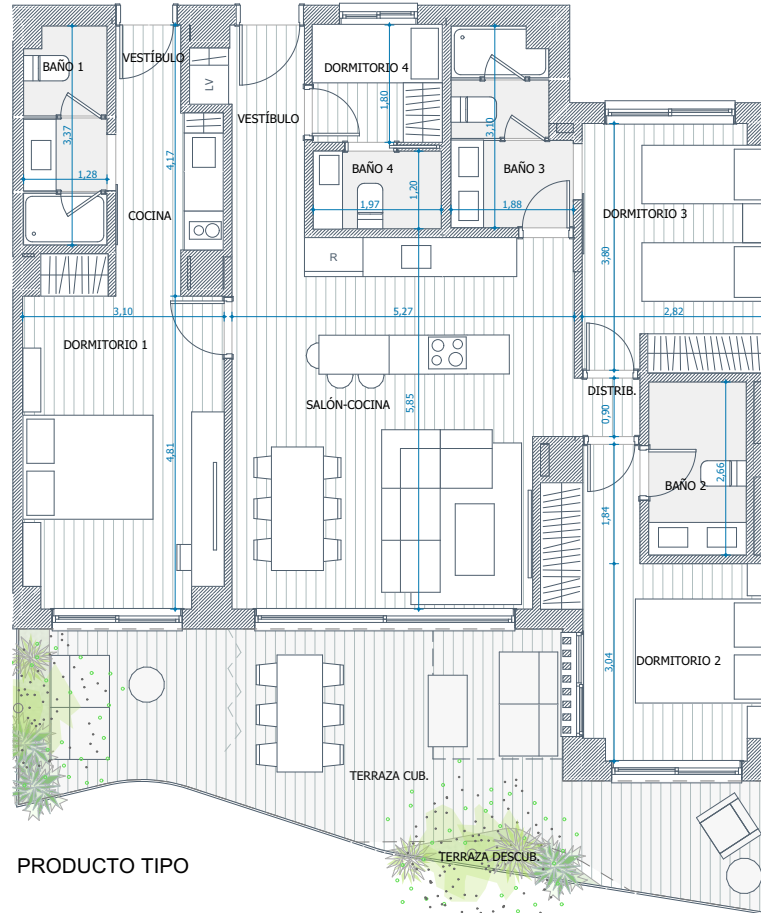 VESTÍBULO
BAÑO 1
DORMITORIO 4
LV
1,80
3,10
VESTÍBULO
3,37
4,17
BAÑO 4
BAÑO 3
1,28
1,20
1,97
1,88
COCINA
DORMITORIO 3
R
3,80
3,10
5,27
2,82
DORMITORIO 1
DISTRIB.
SALÓN-COCINA
5,85
0,90
4,81
BAÑO 2
2,66
1,84
3,04
DORMITORIO 2
TERRAZA CUB.
TERRAZA DESCUB.
PRODUCTO TIPO